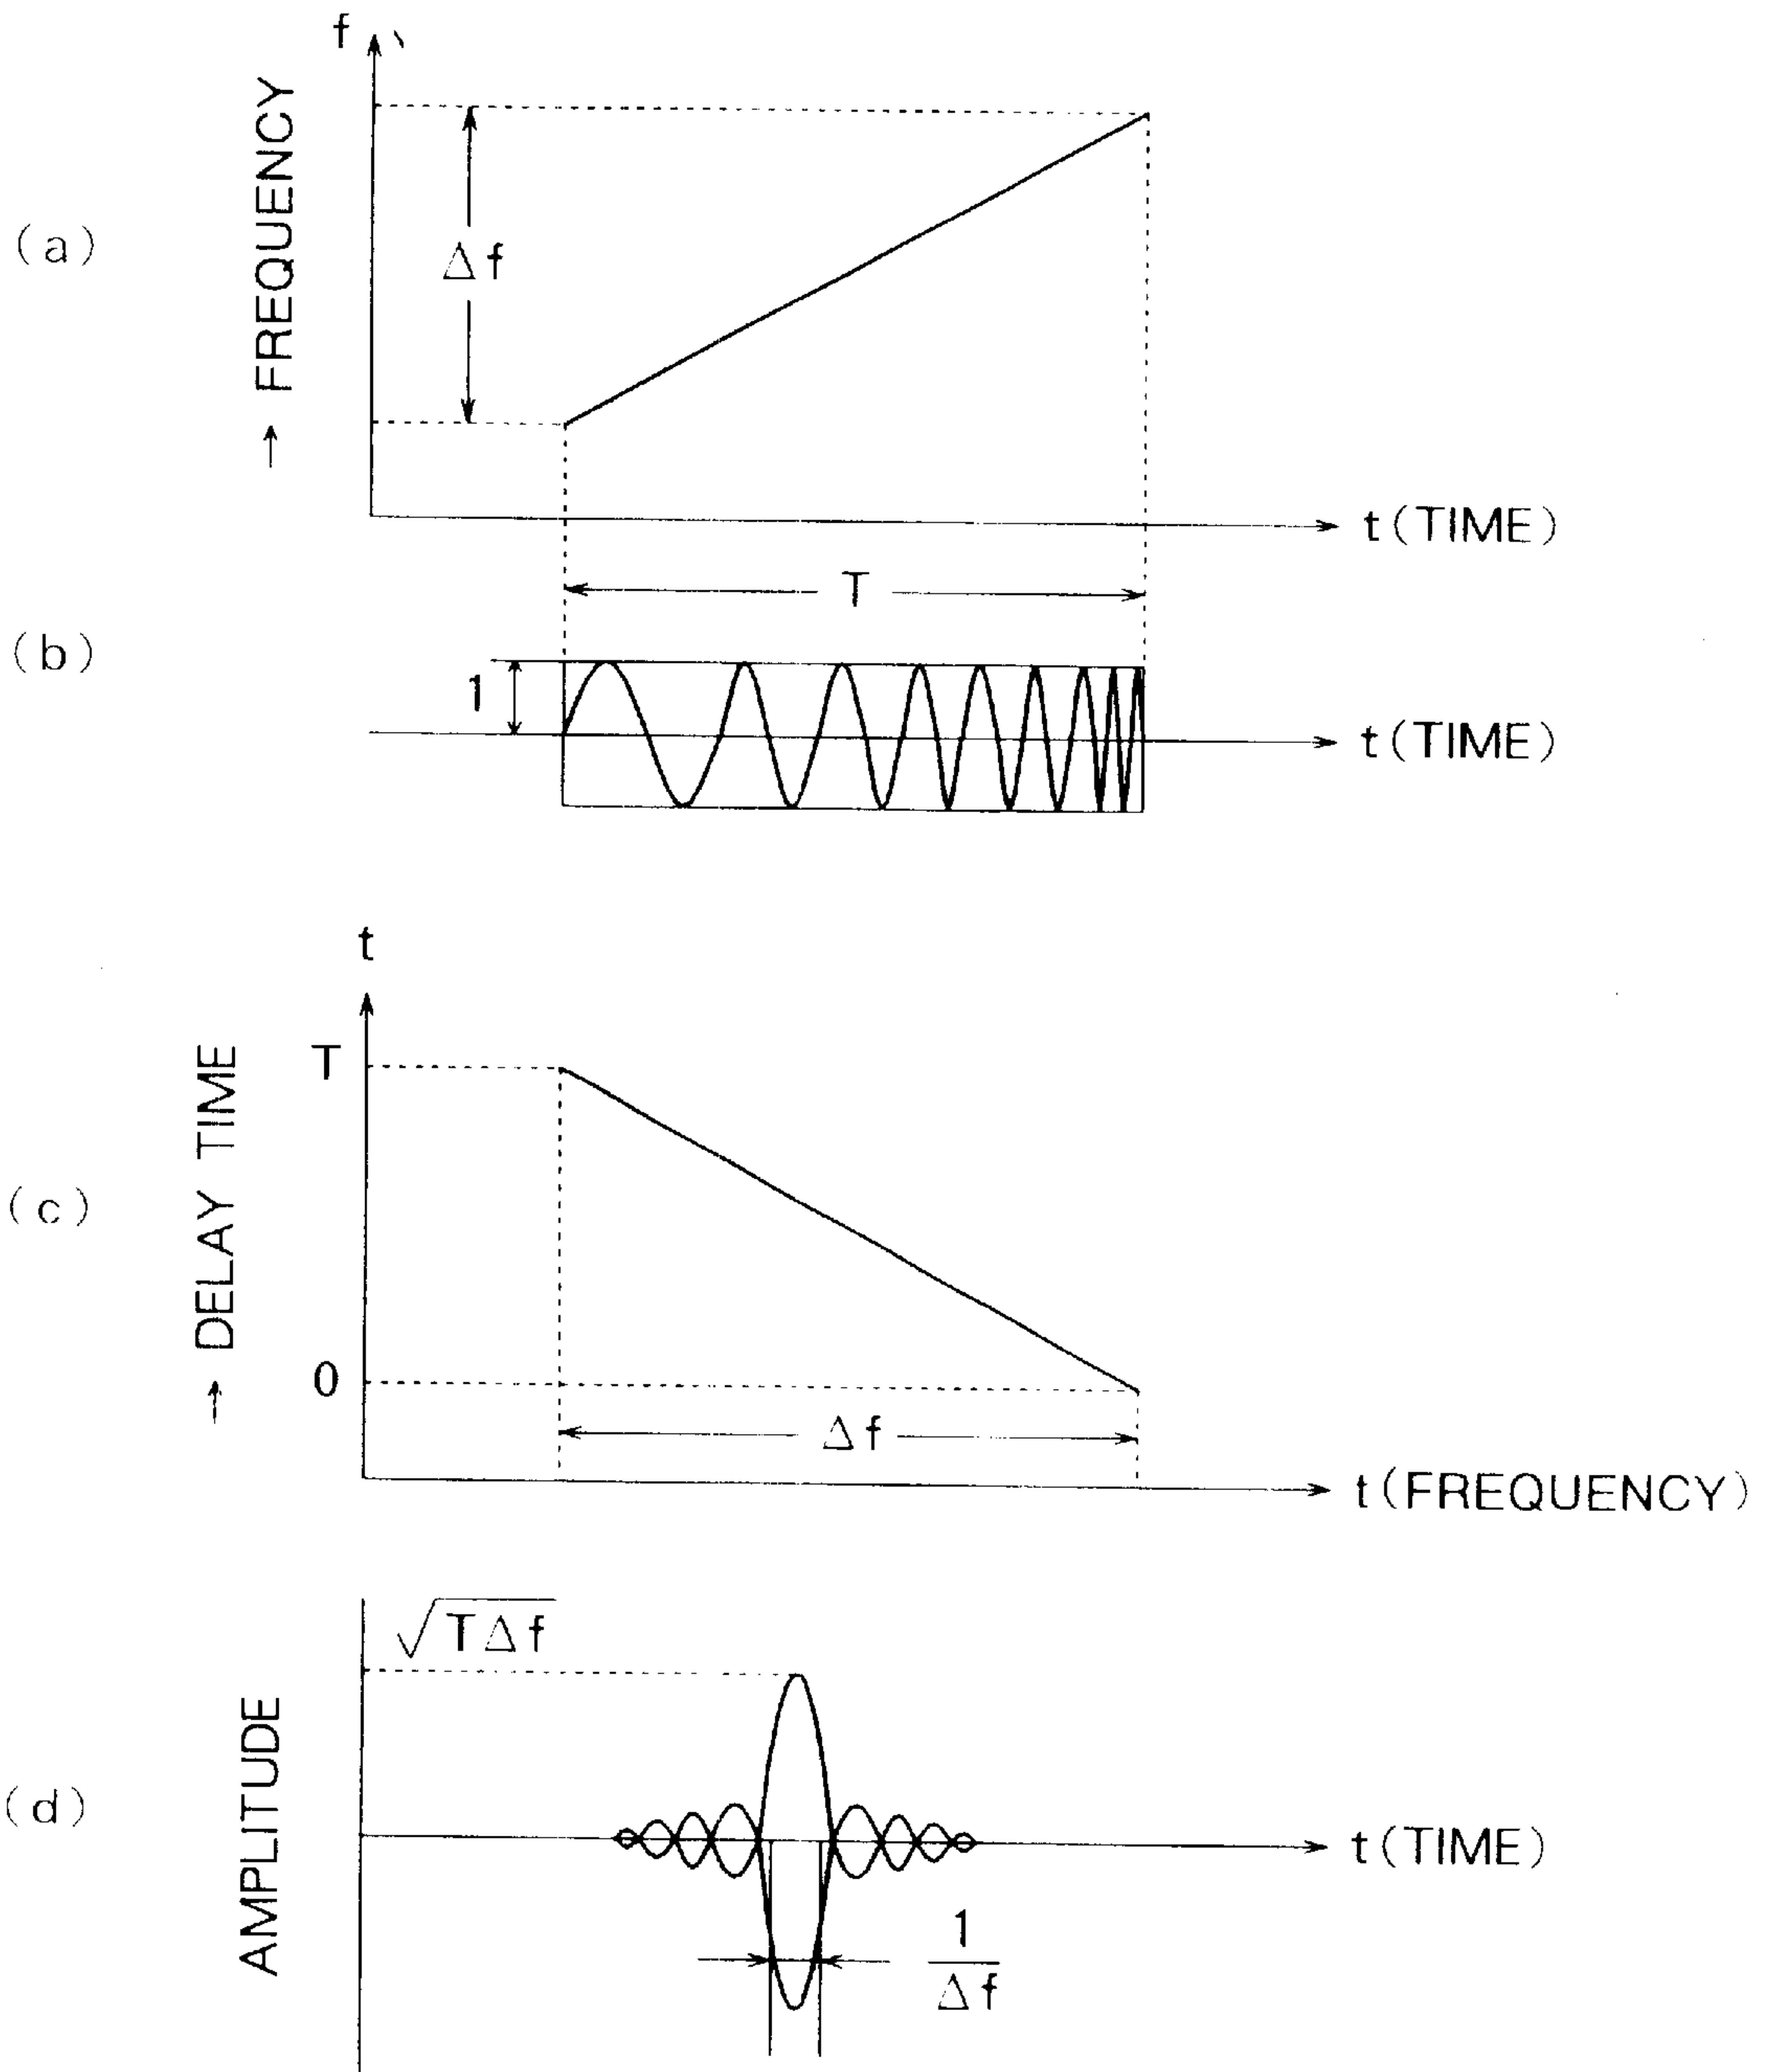 (a)
f
→ FREQUENCY
Δf
t(TIME)
T
(b)
1
t(TIME)
(c)
t
→ DELAY TIME
T
0
Δf
t(FREQUENCY)
(d)
AMPLITUDE
√TΔf
t(TIME)
1
Δf